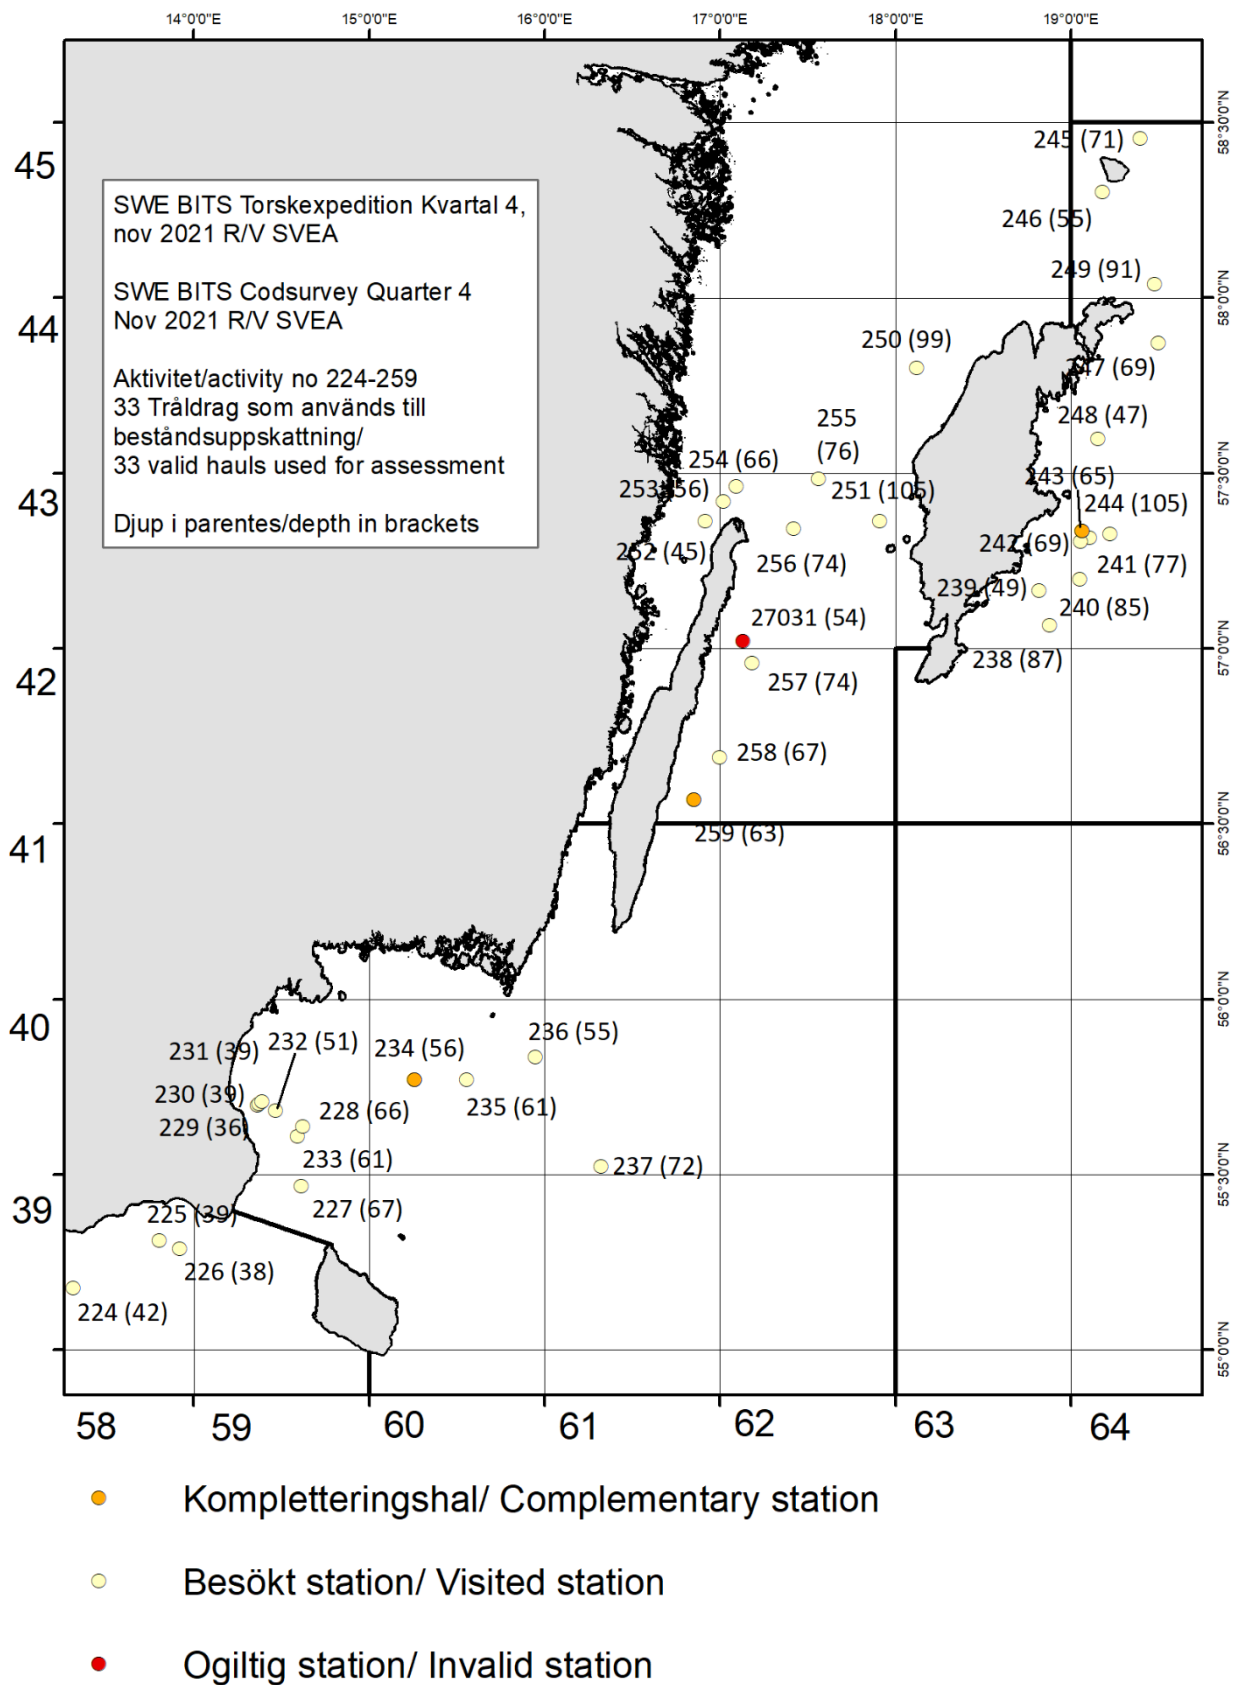 14°0'0"E
15°0'0"E
16°0'0"E
17°0'0"E
18°0'0"E
19°0'0"E
58°30'0"N
58°0'0"N
57°30'0"N
57°0'0"N
56°30'0"N
56°0'0"N
55°30'0"N
55°0'0"N
45
44
43
42
41
40
39
SWE BITS Torskexpedition Kvartal 4,
nov 2021 R/V SVEA
SWE BITS Codsurvey Quarter 4
Nov 2021 R/V SVEA
Aktivitet/activity no 224-259
33 Tråldrag som används till
beståndsuppskattning/
33 valid hauls used for assessment
Djup i parentes/depth in brackets
245 (71)
246 (55)
249 (91)
250 (99)
247 (69)
248 (47)
255
(76)
254 (66)
243 (65)
253 (56)
251 (105)
244 (105)
252 (45)
256 (74)
242 (69)
241 (77)
239 (49)
240 (85)
27031 (54)
238 (87)
257 (74)
258 (67)
259 (63)
231 (39)
232 (51)
234 (56)
236 (55)
230 (39)
229 (36)
228 (66)
235 (61)
233 (61)
237 (72)
227 (67)
225 (39)
226 (38)
224 (42)
58
59
60
61
62
63
64
Kompletteringshal/ Complementary station
Besökt station/ Visited station
Ogiltig station/ Invalid station